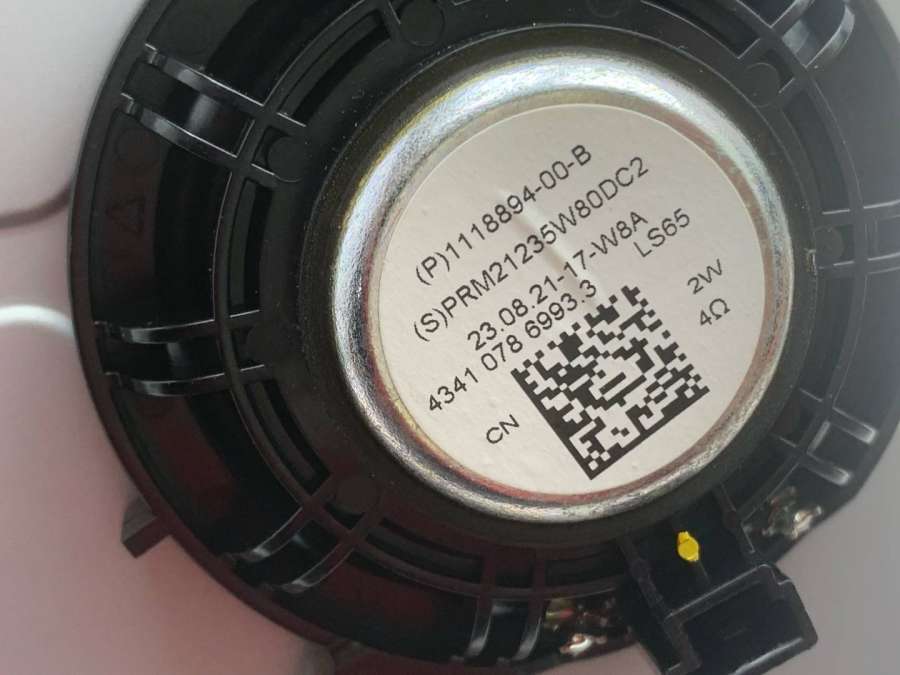 (P)1118894-00-B
(S)PRM21235W80DC2
23.08.21-17-W8A
4341 078 6993.3 LS65
CN
2W
4Ω